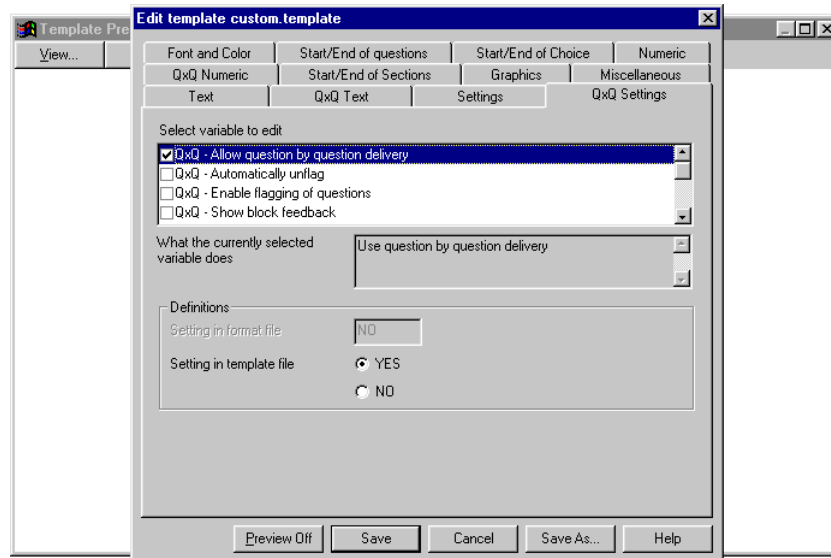 Template Pre
Edit template custom.template
View...
Font and Color Start/End of questions Start/End of Choice Numeric
QxQ Numeric Start/End of Sections Graphics Miscellaneous
Text QxQ Text Settings QxQ Settings
Select variable to edit
QxQ - Allow question by question delivery
QxQ - Automatically unflag
QxQ - Enable flagging of questions
QxQ - Show block feedback
What the currently selected
variable does
Use question by question delivery
Definitions
Setting in format file NO
Setting in template file YES
NO
Preview Off Save Cancel Save As... Help